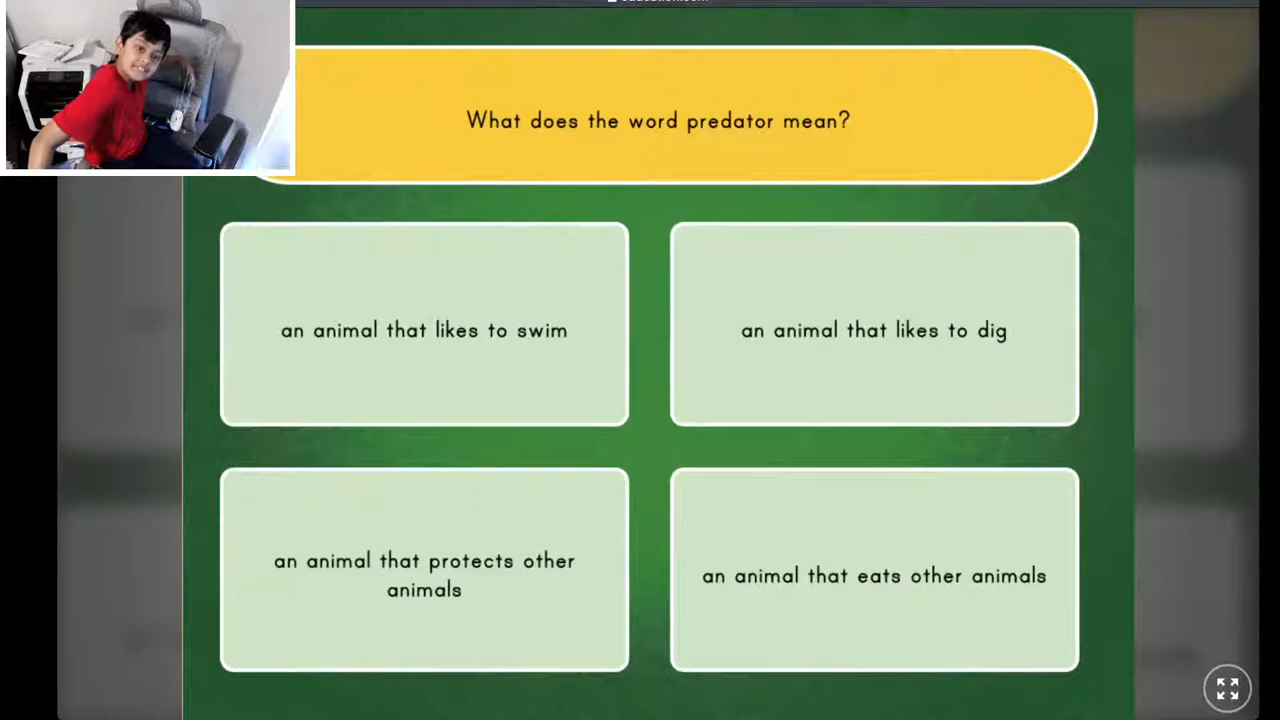 What does the word predator mean?
an animal that likes to swim
an animal that likes to dig
an animal that protects other
animals
an animal that eats other animals